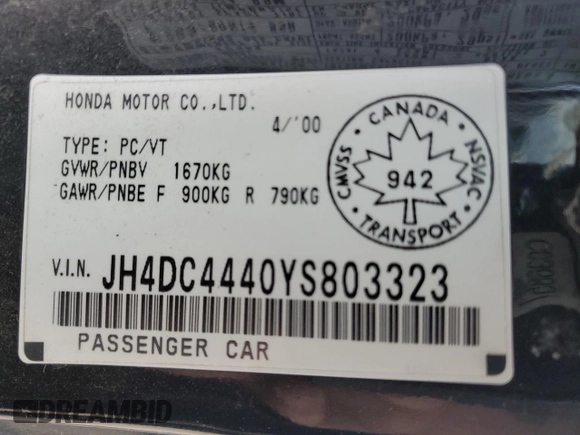 HONDA MOTOR CO.,LTD.
4/'00
TYPE: PC/VT
GVWR/PNBV 1670KG
GAWR/PNBE F 900KG R 790KG
CANADA
CMVSS
942
NSVAC
TRANSPORT
V.I.N. JH4DC4440YS803323
PASSENGER CAR
DREAMBID